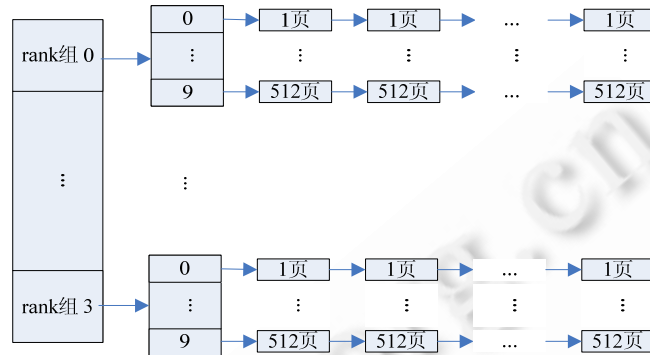 0 1页 1页 ... 1页
rank组 0 ⋮ ⋮ ⋮ ⋮ ⋮
9 512页 512页 ... 512页
⋮ ⋮
0 1页 1页 ... 1页
rank组 3 ⋮ ⋮ ⋮ ⋮ ⋮
9 512页 512页 ... 512页